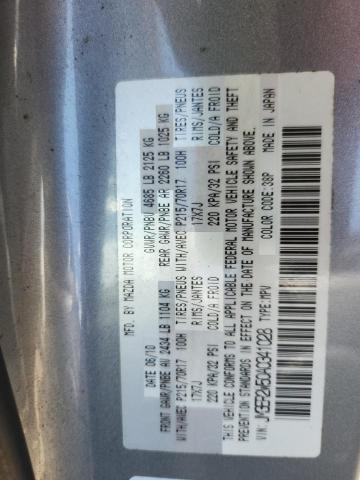 MFD. BY MAZDA MOTOR CORPORATION
DATE 06/10 GVWR/PNBV 4685 LB 2125 KG
FRONT GAWR/PNBE AV 2434 LB 1104 KG REAR GAWR/PNBE AR 2260 LB 1025 KG
WITH/AVEC P215/70R17 100H TIRES/PNEUS WITH/AVEC P215/70R17 100H TIRES/PNEUS
17X7J RIMS/JANTES 17X7J RIMS/JANTES
220 KPA/32 PSI COLD/A FROID 220 KPA/32 PSI COLD/A FROID
THIS VEHICLE CONFORMS TO ALL APPLICABLE FEDERAL MOTOR VEHICLE SAFETY AND THEFT
PREVENTION STANDARDS IN EFFECT ON THE DATE OF MANUFACTURE SHOWN ABOVE.
VIN: TYPE:MPV COLOR CODE:38P MADE IN JAPAN